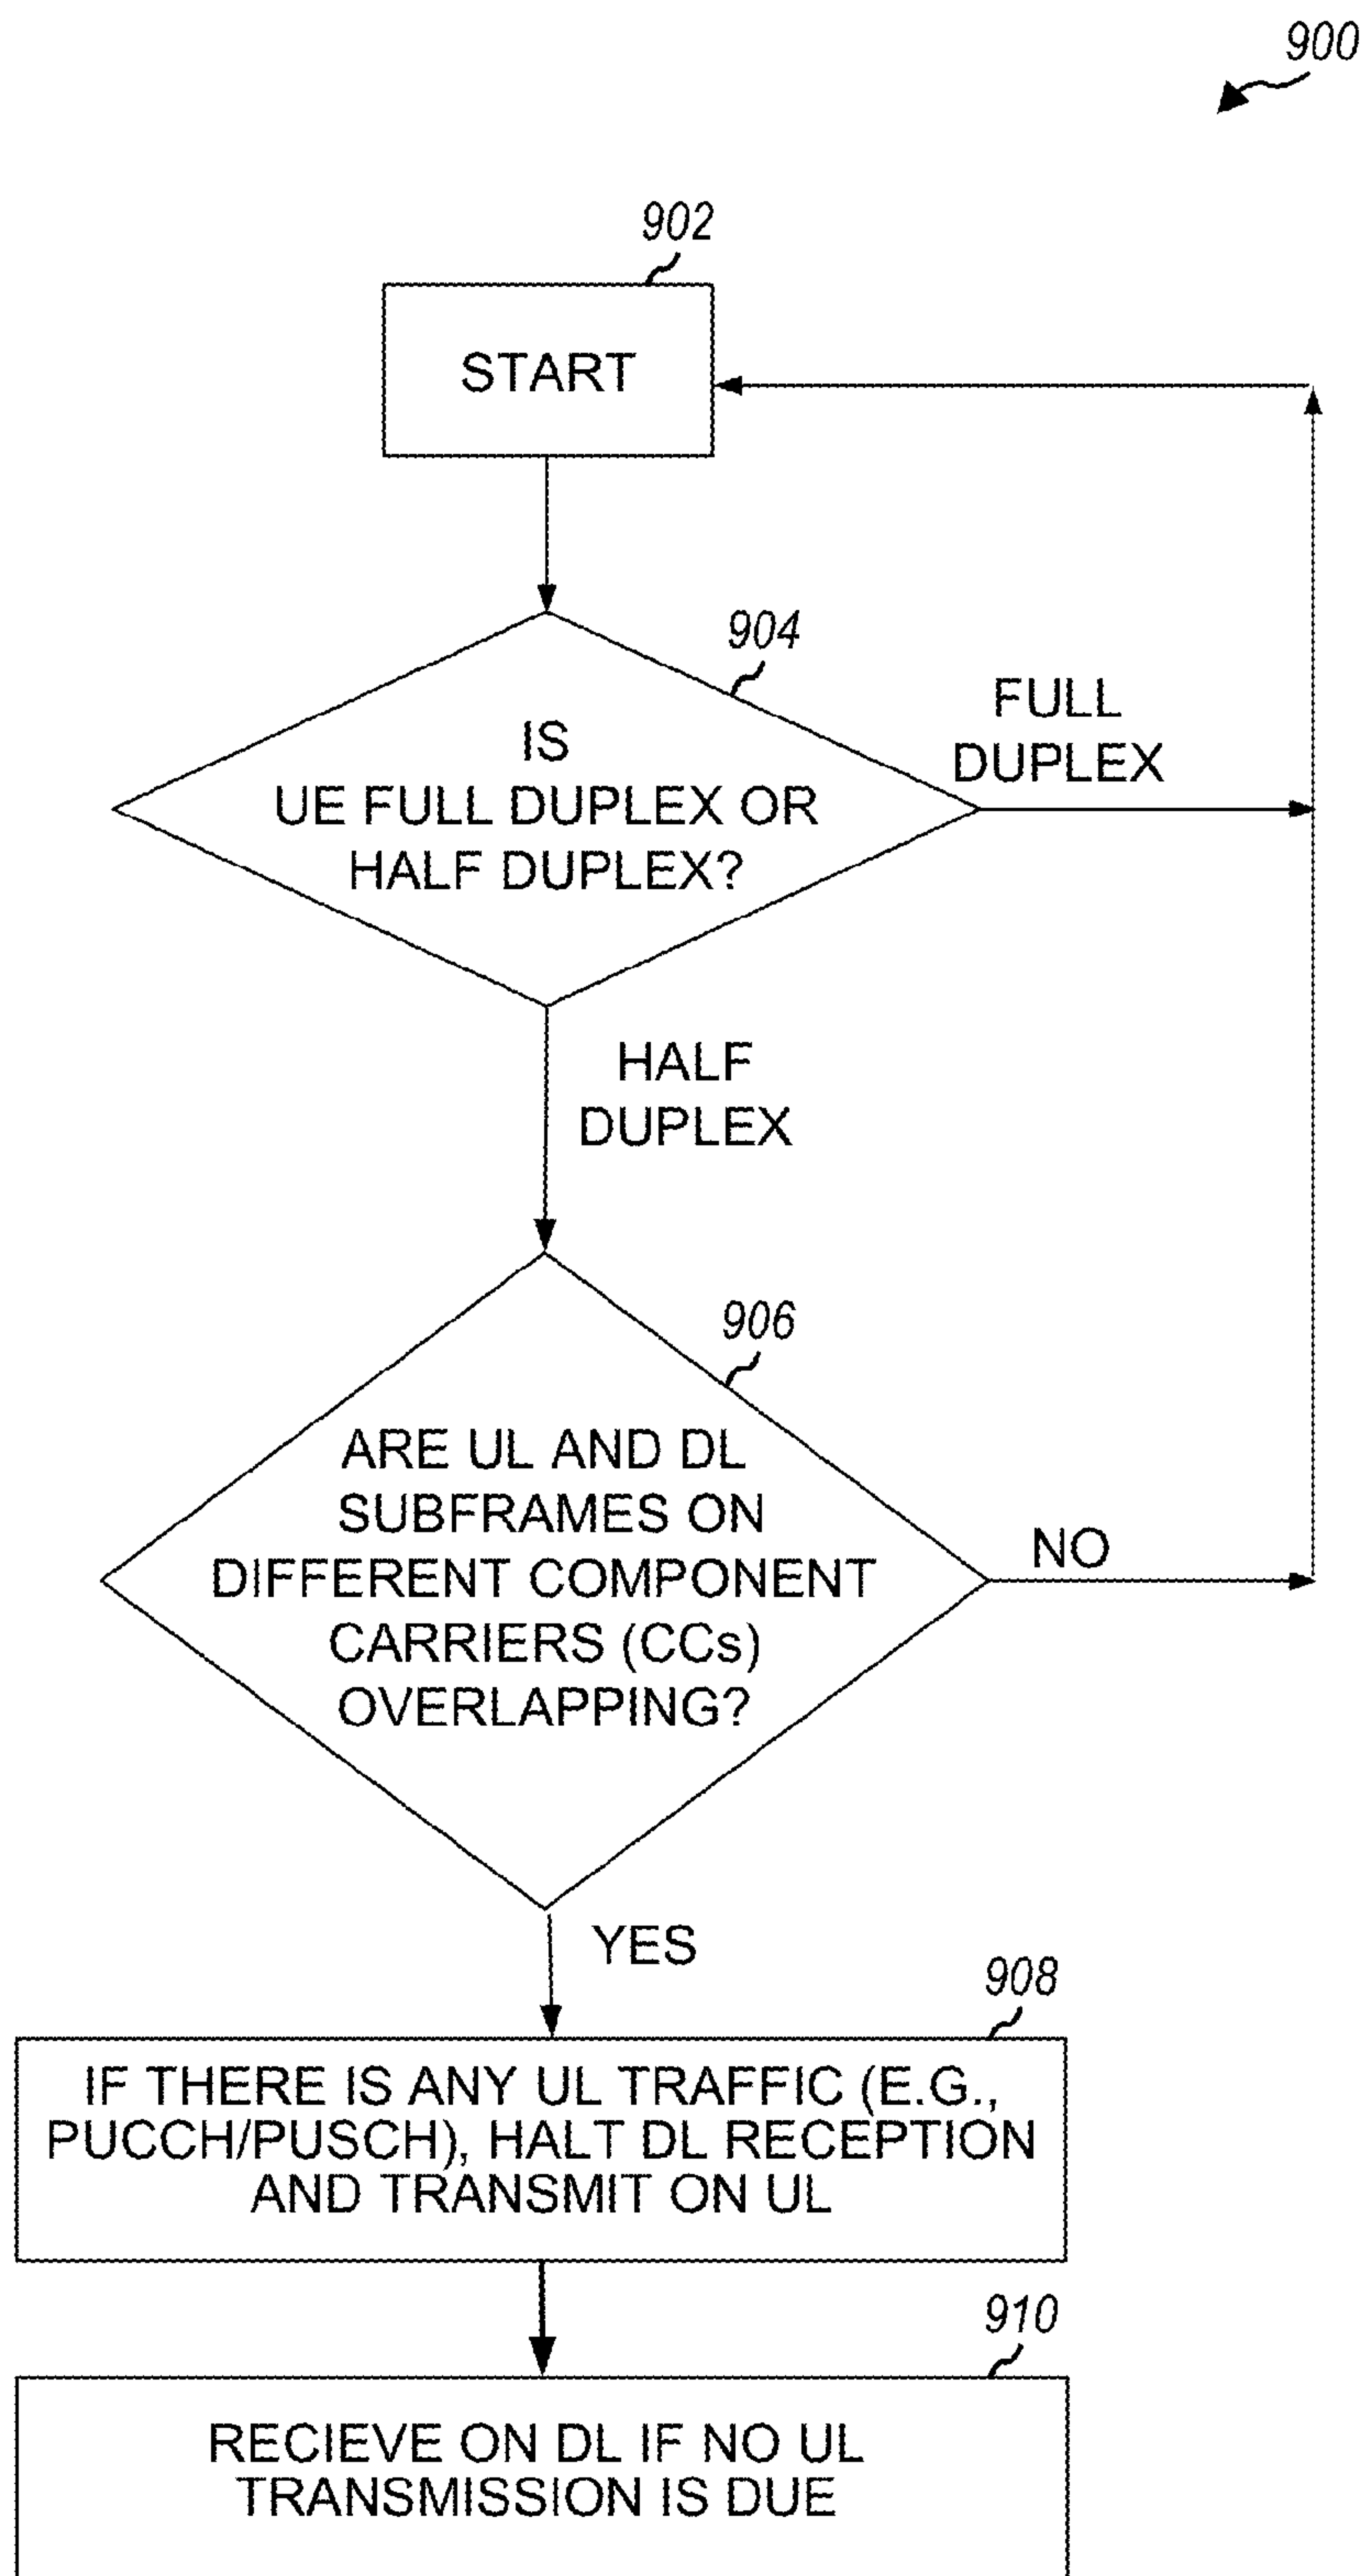 900
902
START
904
IS
UE FULL DUPLEX OR
HALF DUPLEX?
FULL
DUPLEX
HALF
DUPLEX
906
ARE UL AND DL
SUBFRAMES ON
DIFFERENT COMPONENT
CARRIERS (CCs)
OVERLAPPING?
NO
YES
908
IF THERE IS ANY UL TRAFFIC (E.G.,
PUCCH/PUSCH), HALT DL RECEPTION
AND TRANSMIT ON UL
910
RECIEVE ON DL IF NO UL
TRANSMISSION IS DUE